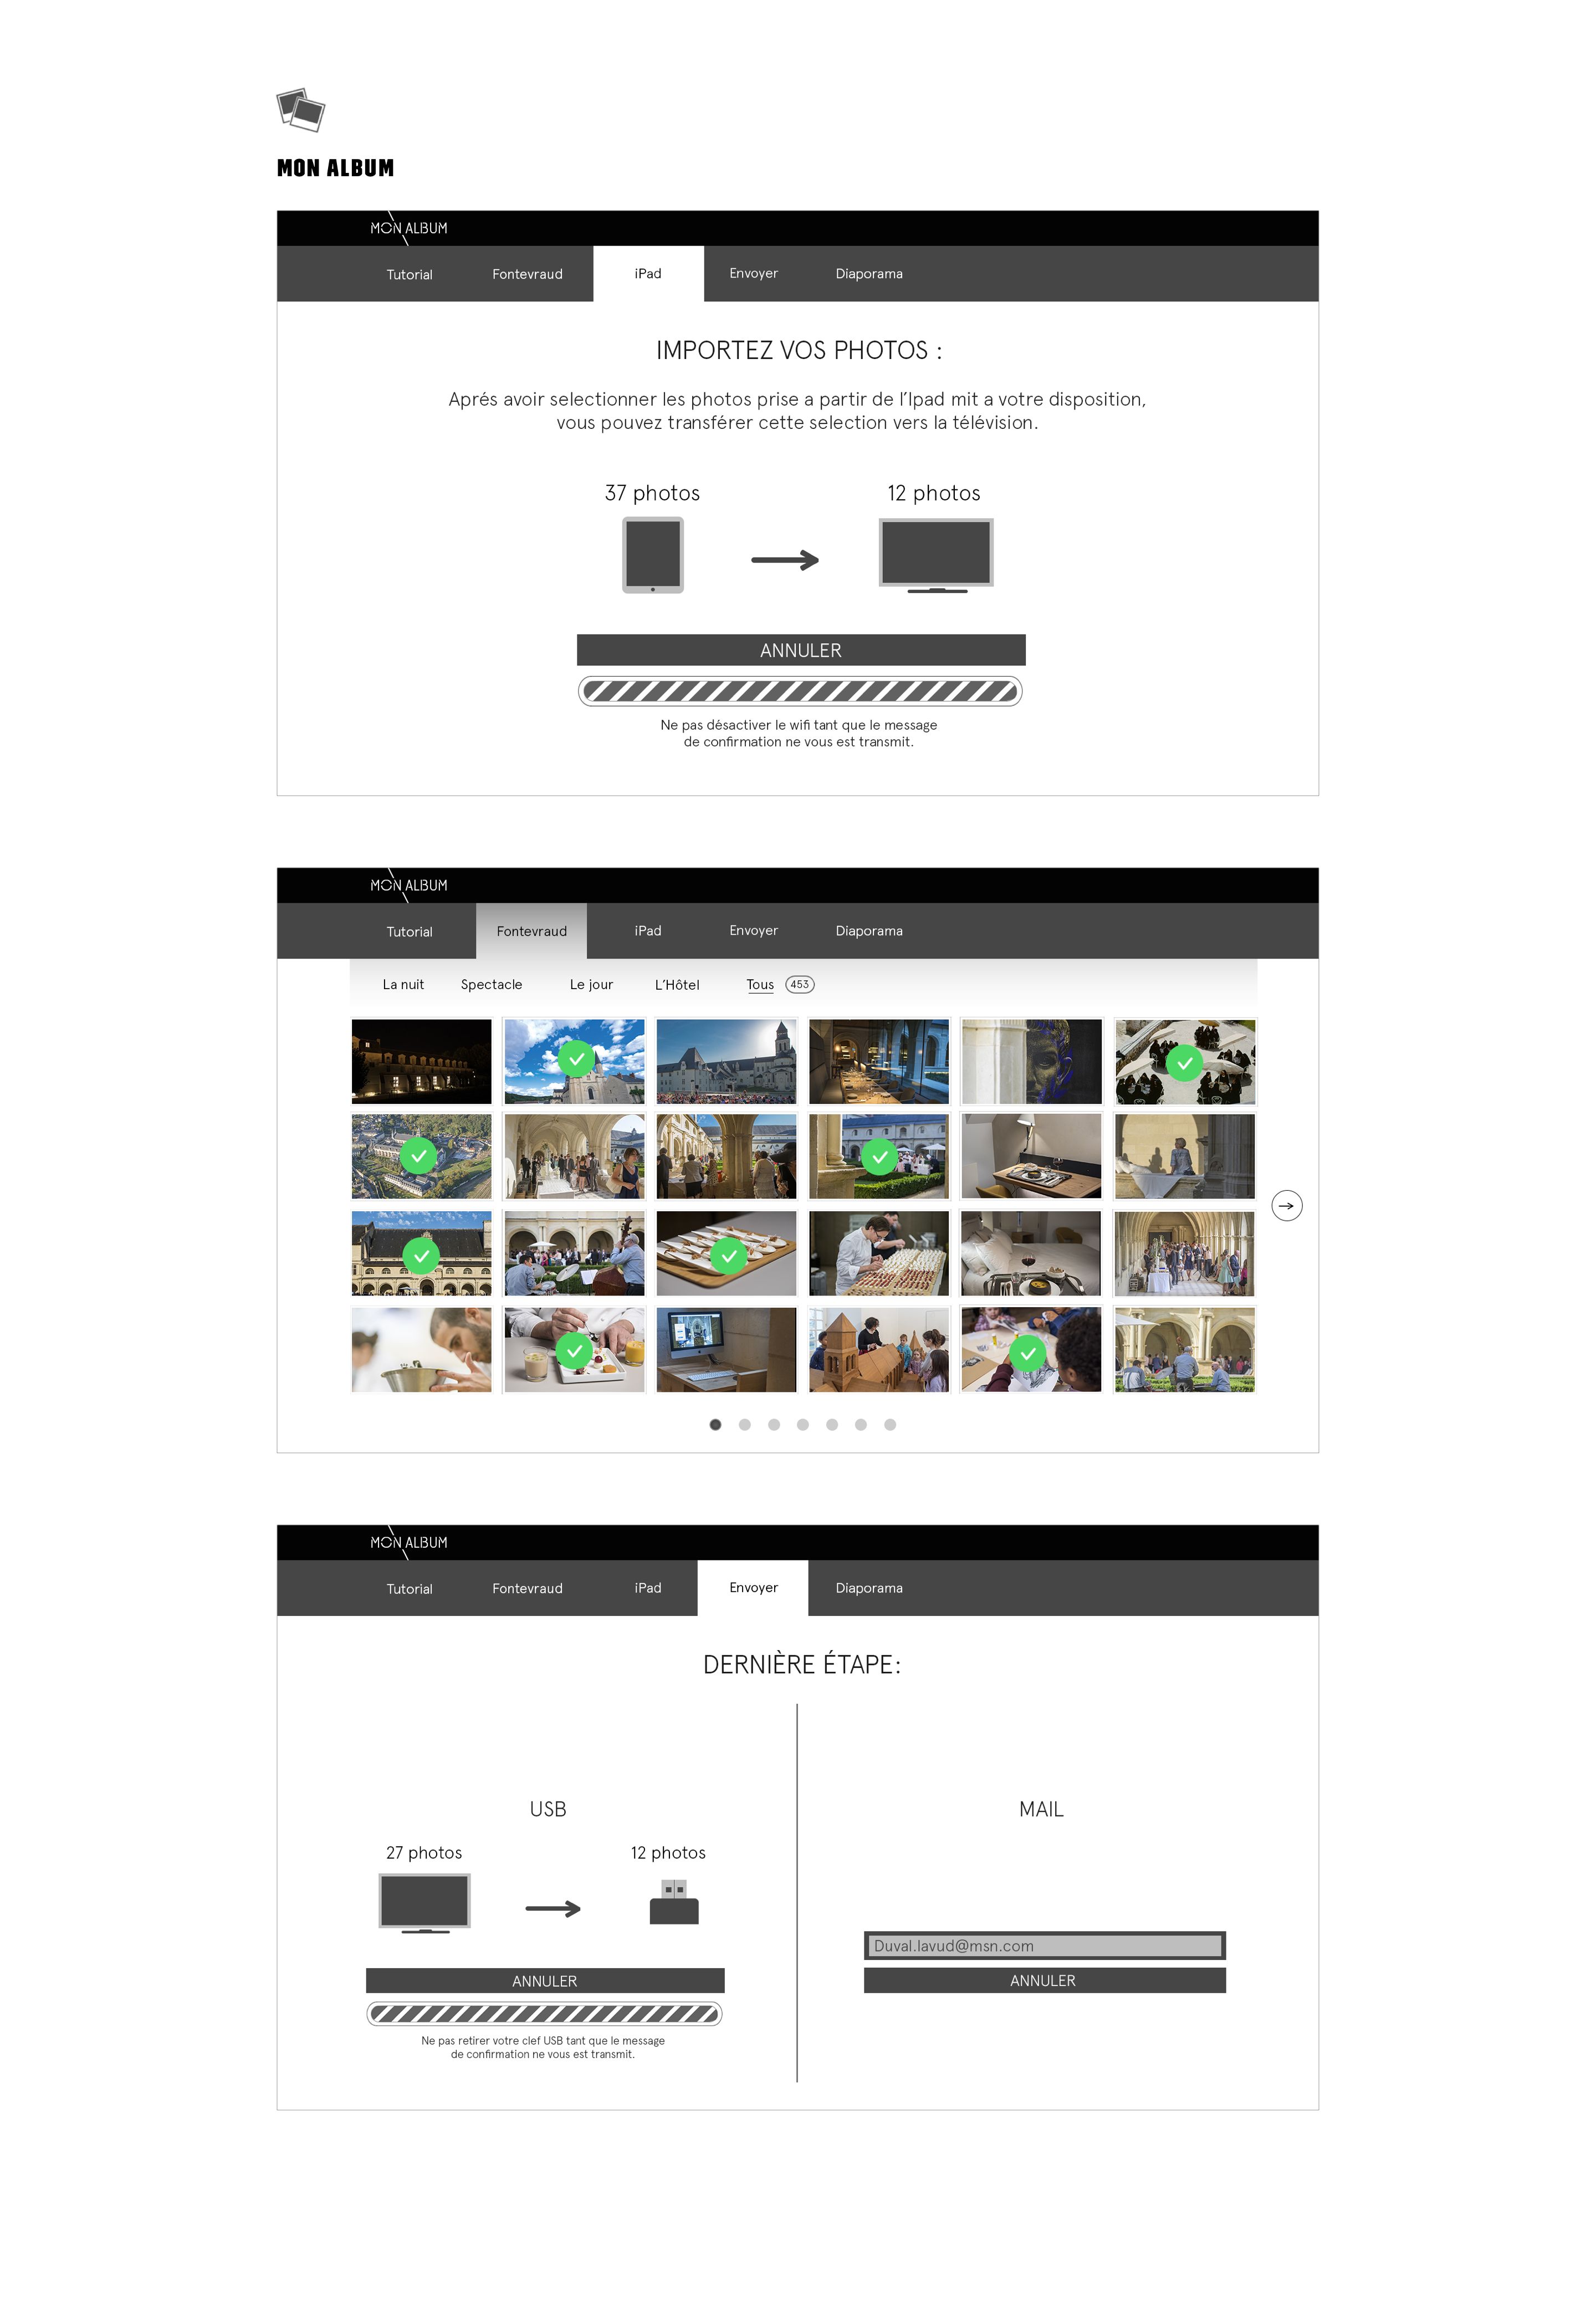 MON ALBUM
MON ALBUM
Tutorial Fontevraud iPad Envoyer Diaporama
IMPORTEZ VOS PHOTOS :
Aprés avoir selectionner les photos prise a partir de l’Ipad mit a votre disposition,
vous pouvez transférer cette selection vers la télévision.
37 photos 12 photos
ANNULER
Ne pas désactiver le wifi tant que le message
de confirmation ne vous est transmit.
MON ALBUM
Tutorial Fontevraud iPad Envoyer Diaporama
La nuit Spectacle Le jour L’Hôtel Tous 453
MON ALBUM
Tutorial Fontevraud iPad Envoyer Diaporama
DERNIÈRE ÉTAPE:
USB
27 photos 12 photos
ANNULER
Ne pas retirer votre clef USB tant que le message
de confirmation ne vous est transmit.
MAIL
Duval.lavud@msn.com
ANNULER